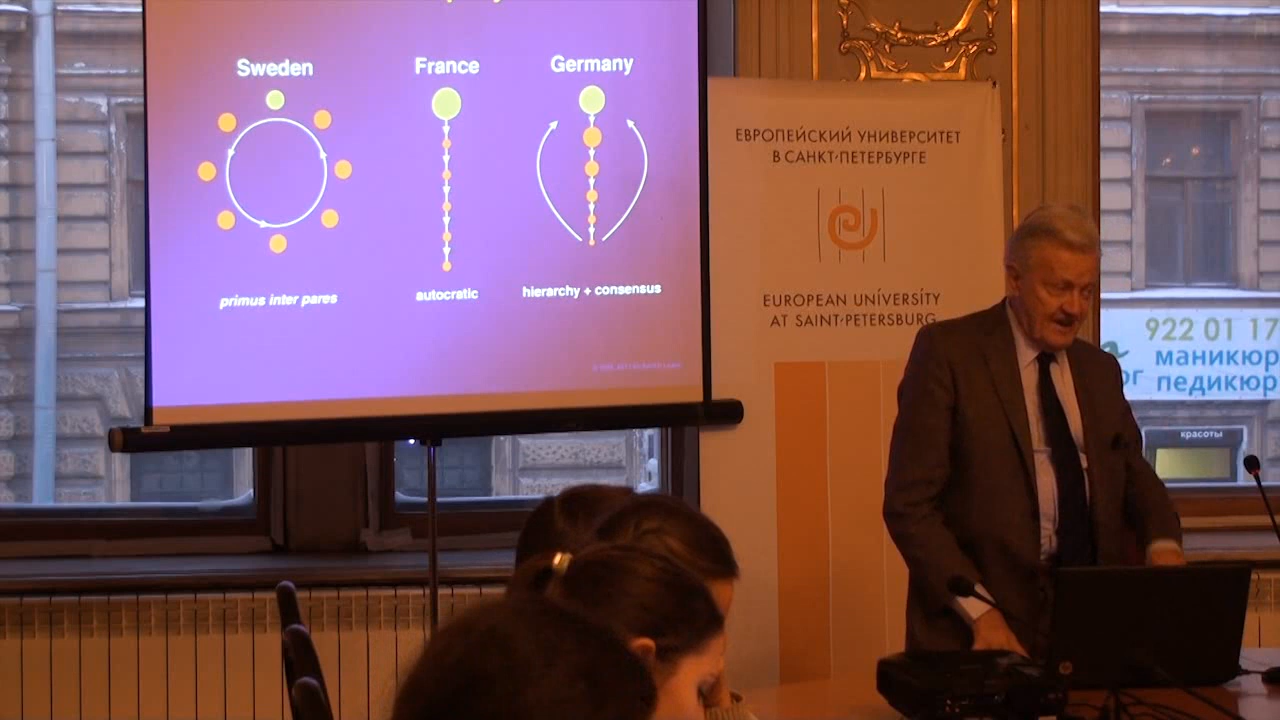 Sweden
France
Germany
primus inter pares
autocratic
hierarchy + consensus
ЕВРОПЕЙСКИЙ УНИВЕРСИТЕТ
В САНКТ-ПЕТЕРБУРГЕ
EUROPEAN UNIVERSITY
AT SAINT-PETERSBURG
922 01 17
маникюр
педикюр
красоты